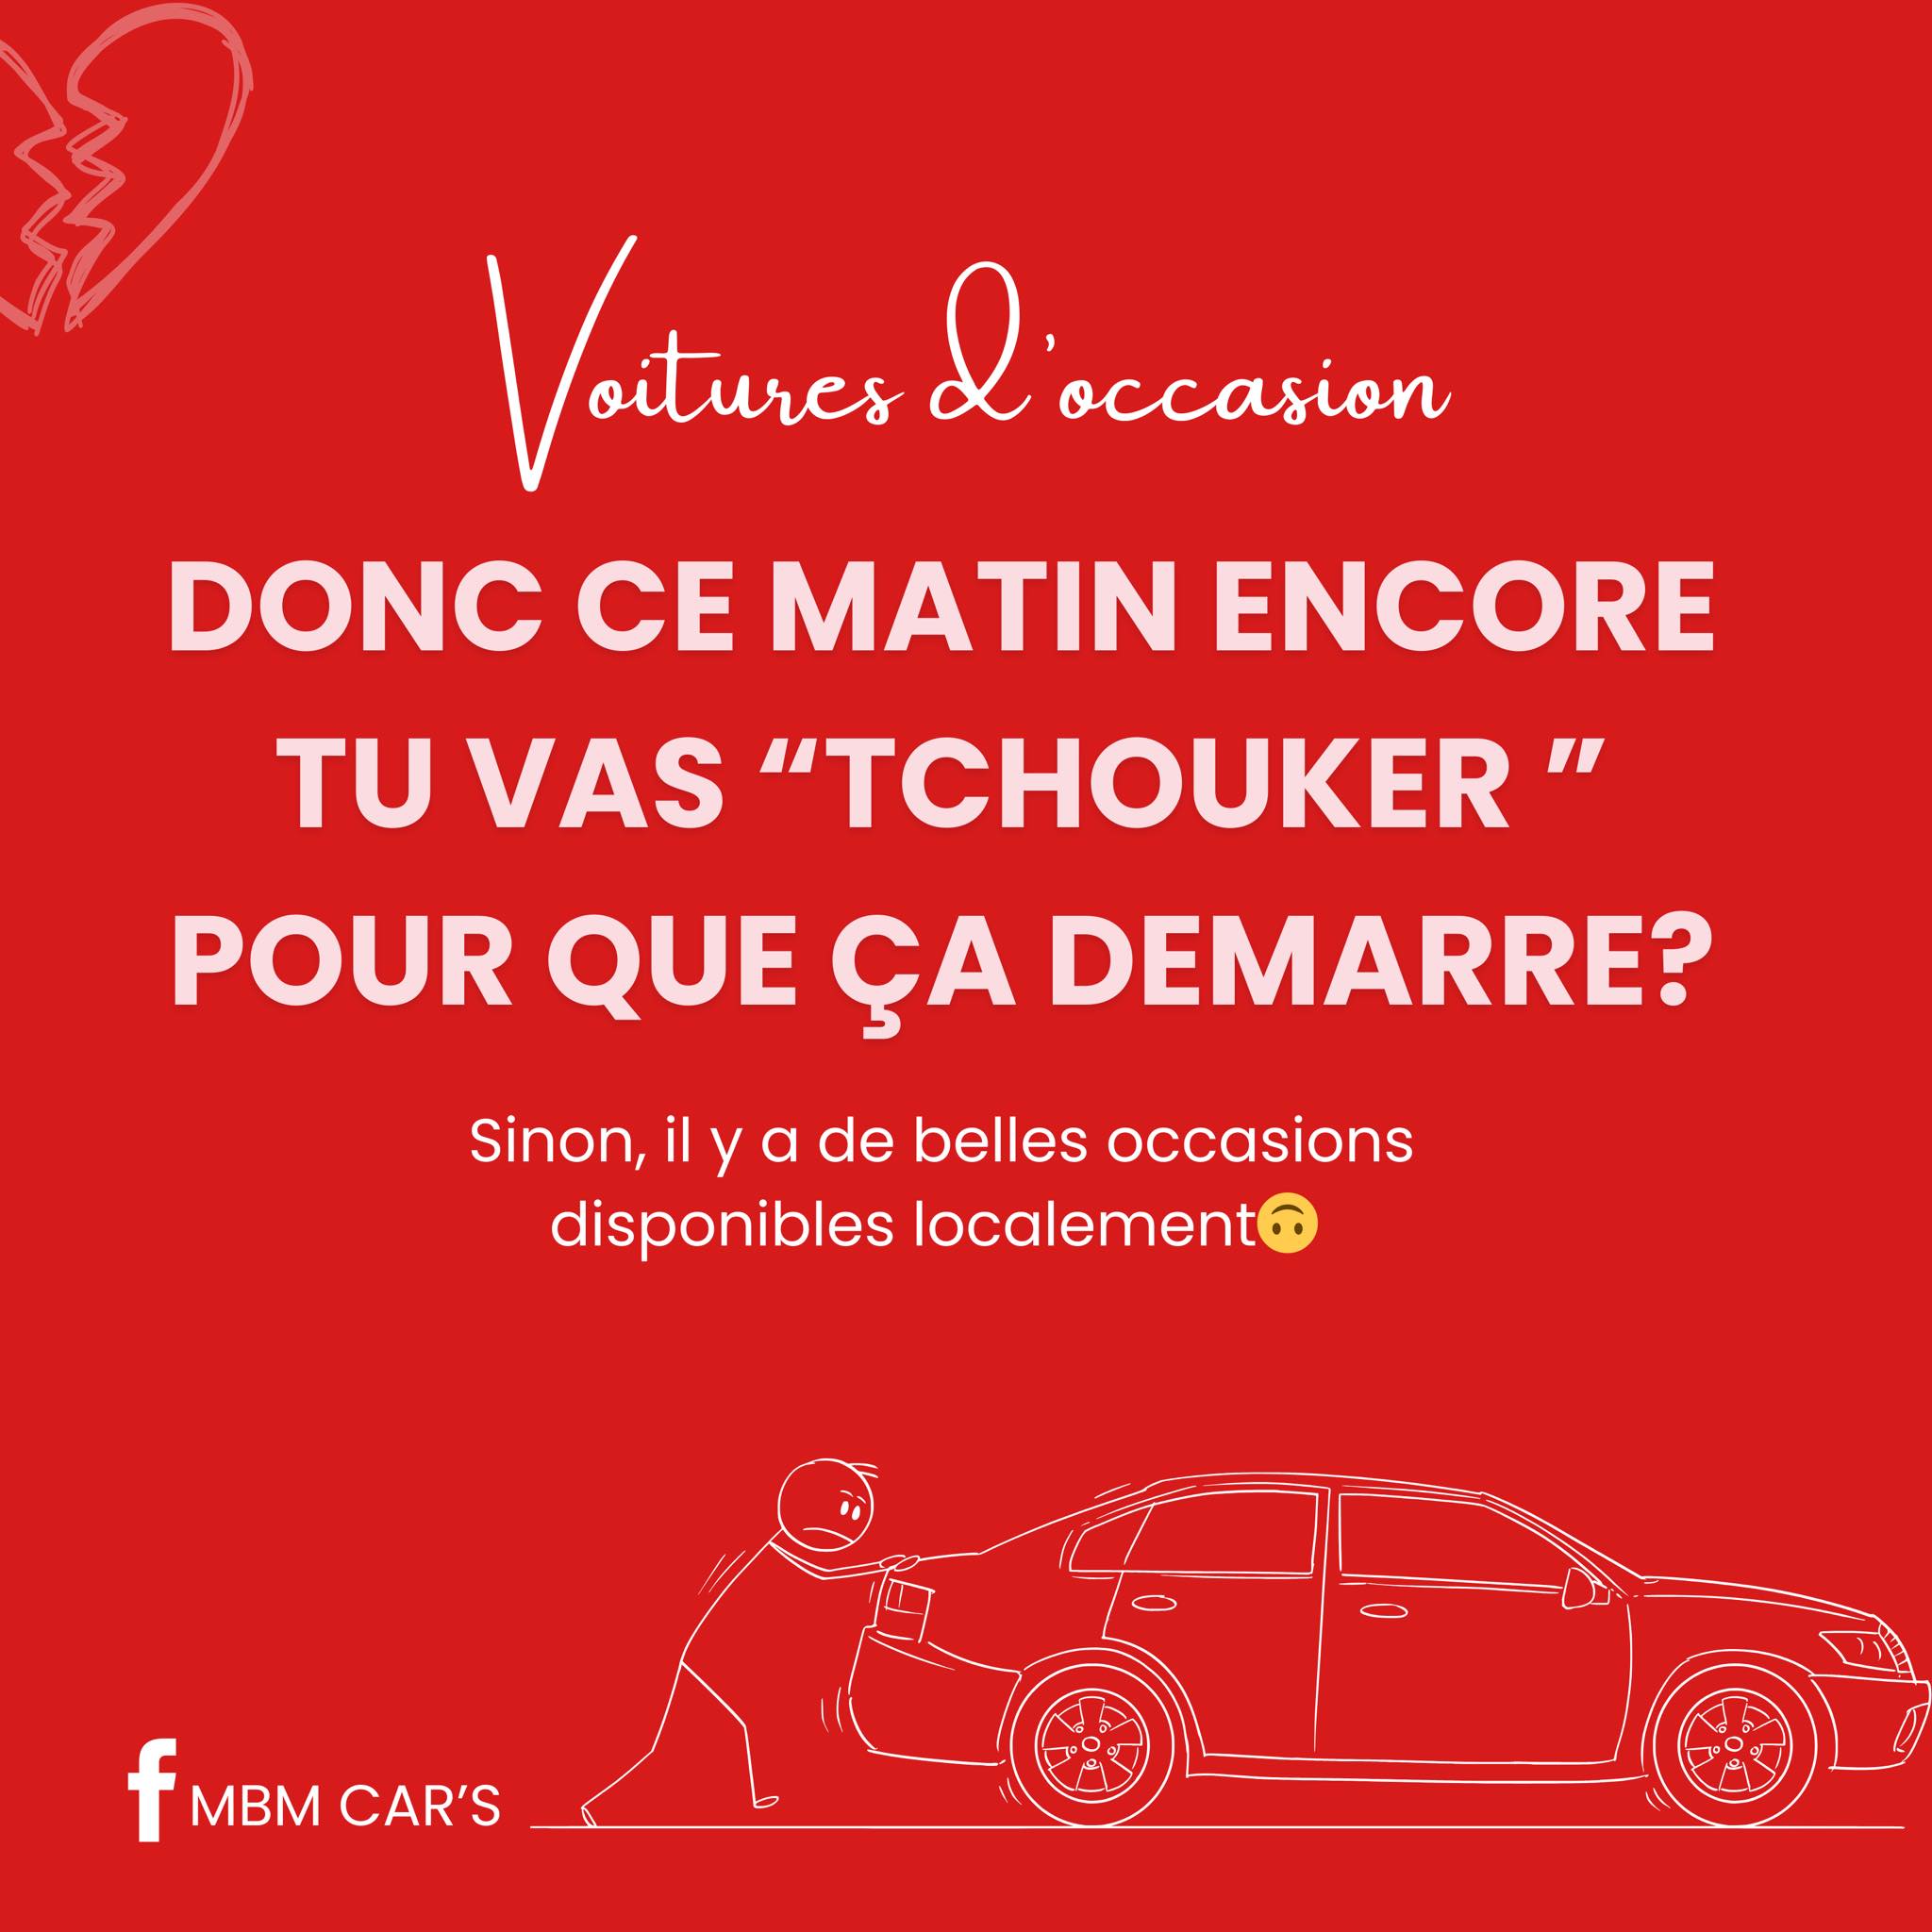 Voitures d'occasion
DONC CE MATIN ENCORE
TU VAS “TCHOUKER ”
POUR QUE ÇA DEMARRE?
Sinon, il y a de belles occasions
disponibles localement🙃
f MBM CAR'S